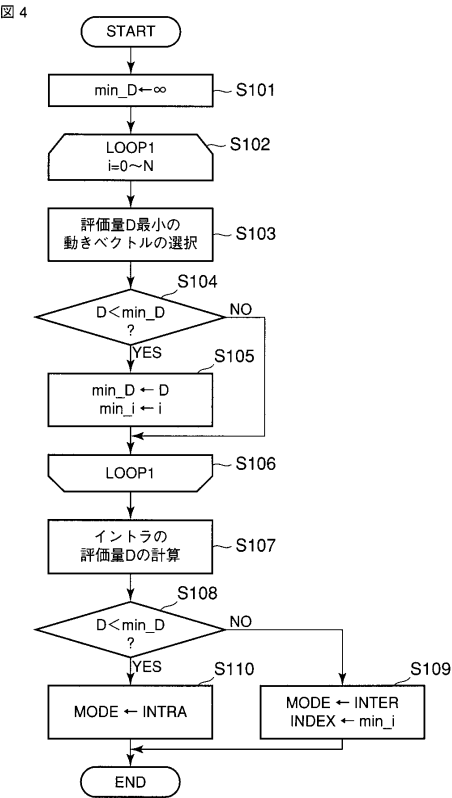 図 4
START
min_D←∞
S101
LOOP1
i=0～N
S102
評価量D最小の
動きベクトルの選択
S103
S104
D＜min_D
?
NO
YES
S105
min_D ← D
min_i ← i
LOOP1
S106
イントラの
評価量Dの計算
S107
S108
D＜min_D
?
NO
YES
S110
MODE ← INTRA
S109
MODE ← INTER
INDEX ← min_i
END